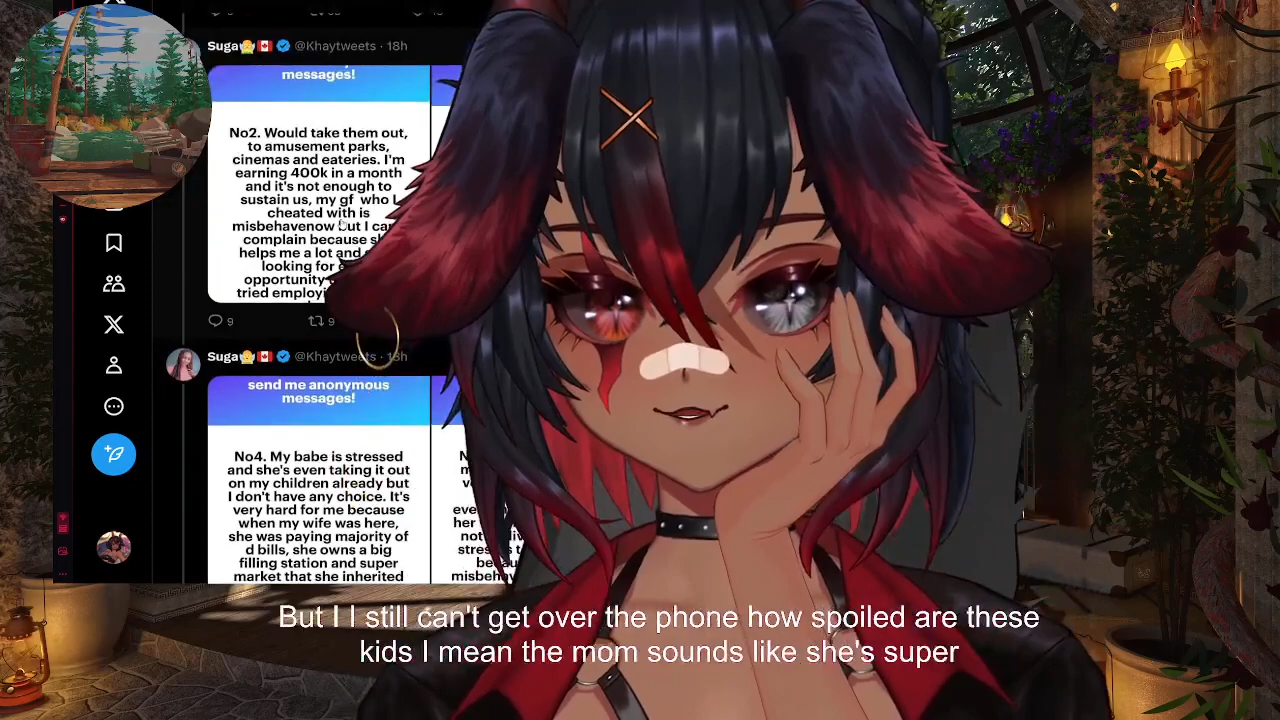 Sugar @Khaytweets · 18h
messages!
No2. Would take them out,
to amusement parks,
cinemas and eateries. I'm
earning 400k in a month
and it's not enough to
sustain us, my gf who I
cheated with is
misbehavenow but I
complain because
helps me a lot and
looking for
opportunity
tried
9
9
@Khaytweets · 18h
send me anonymous
messages!
No4. My babe is stressed
and she's even taking it out
on my children already but
I don't have any choice. It's
very hard for me because
when my wife was here,
she was paying majority of
d bills, she owns a big
filling station and super
market that she inherited
her
not
But I I still can't get over the phone how spoiled are these
kids I mean the mom sounds like she's super